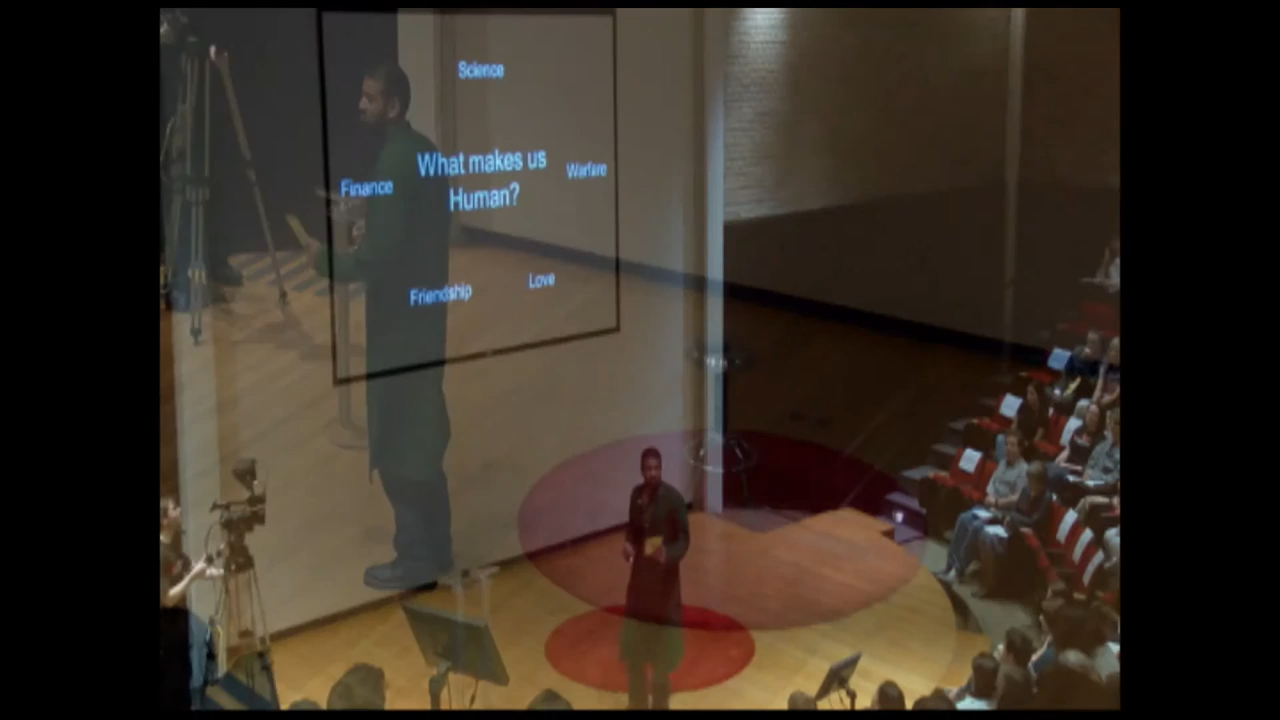 Science
What makes us
Human?
Warfare
Finance
Love
Friendship